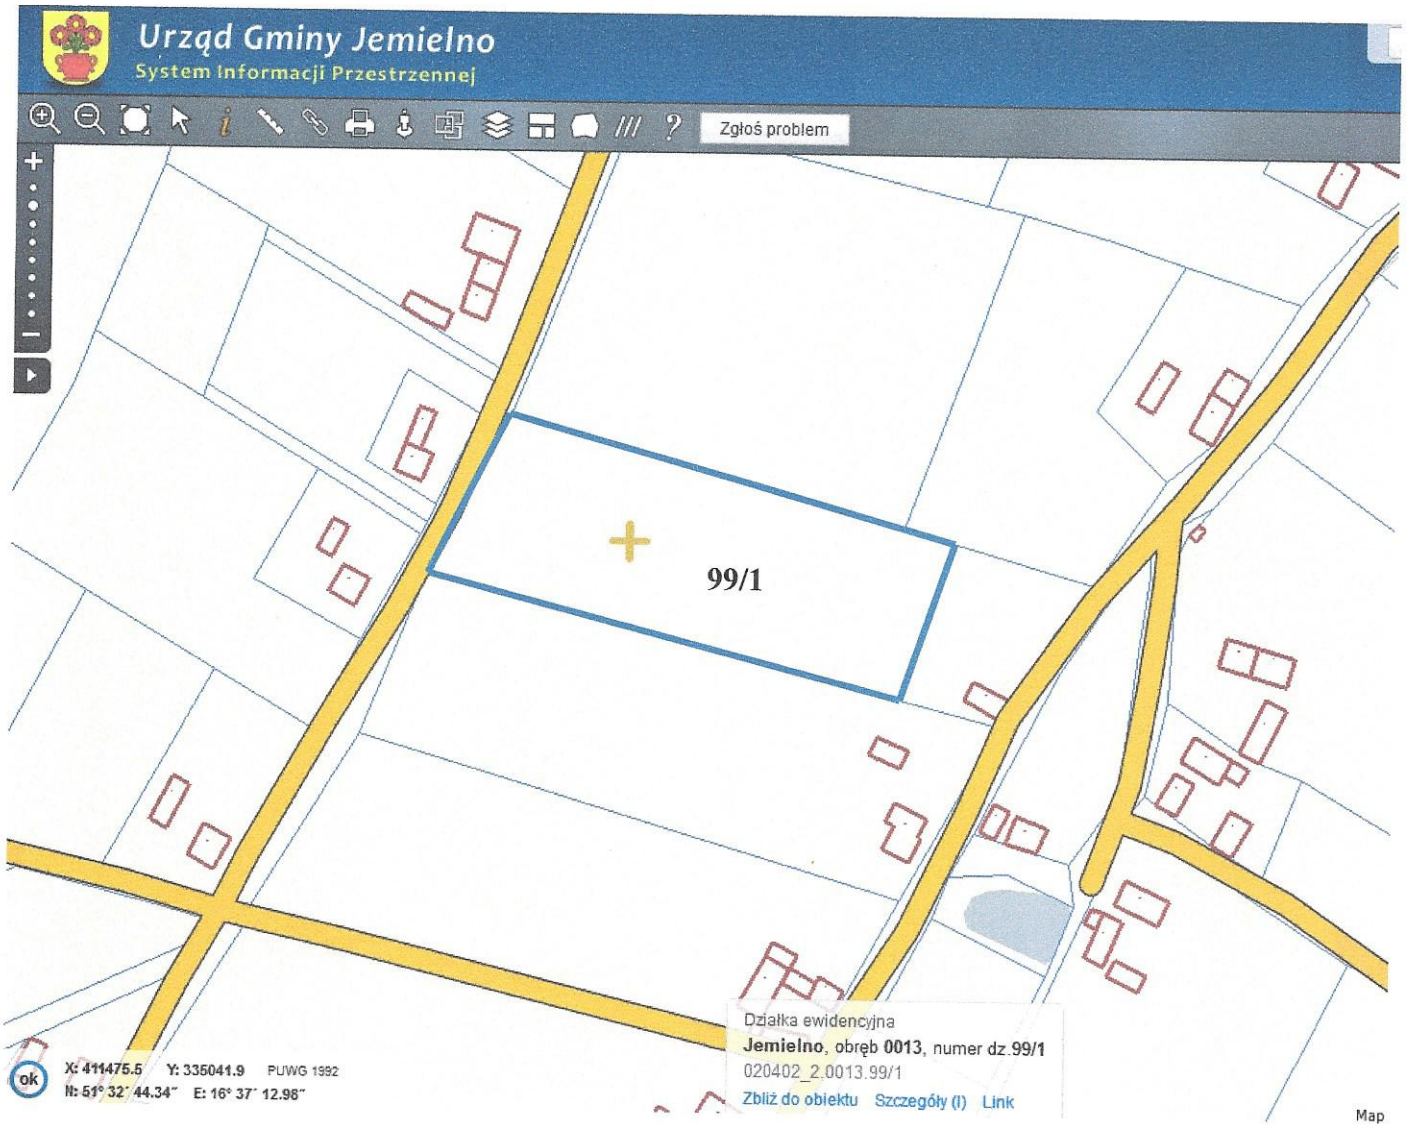 Urząd Gminy Jemielno
System Informacji Przestrzennej
Zgłoś problem
99/1
Działka ewidencyjna
Jemielno, obręb 0013, numer dz.99/1
020402_2.0013.99/1
Zbliż do obiektu Szczegóły (I) Link
ok
X: 411475.5 Y: 335041.9 PUWG 1992
N: 51° 32' 44.34" E: 16° 37' 12.98"
Map